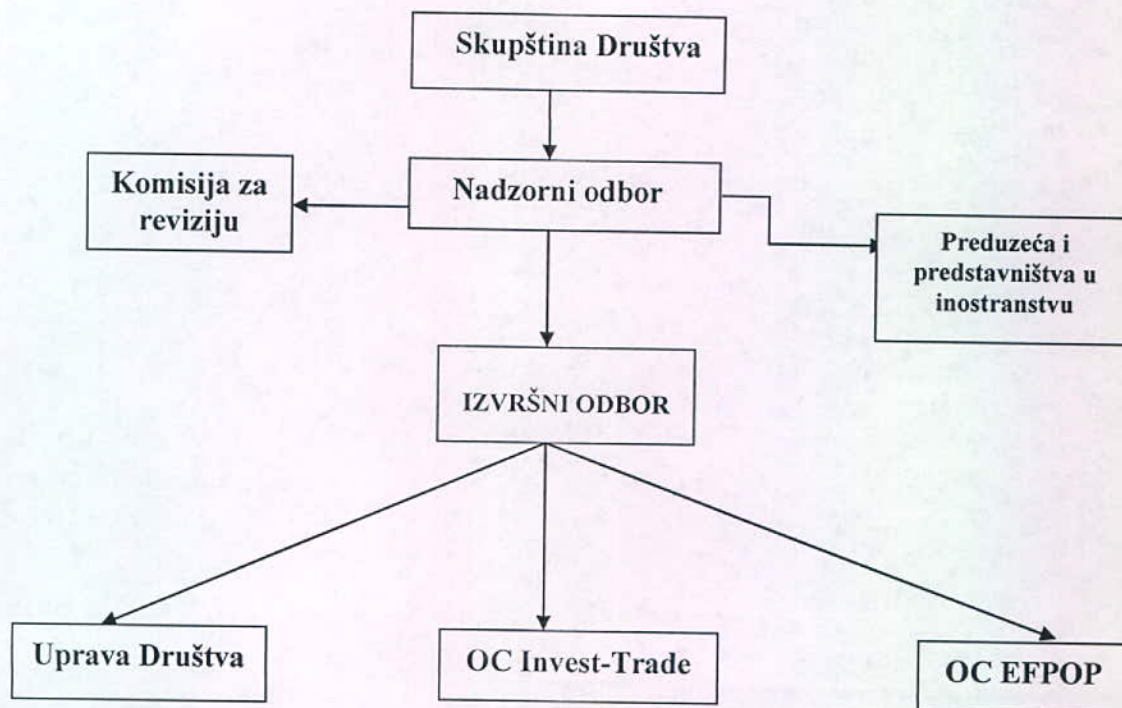 Skupština Društva
Komisija za
reviziju
Nadzorni odbor
Preduzeća i
predstavništva u
inostranstvu
IZVRŠNI ODBOR
Uprava Društva
OC Invest-Trade
OC EFPOP